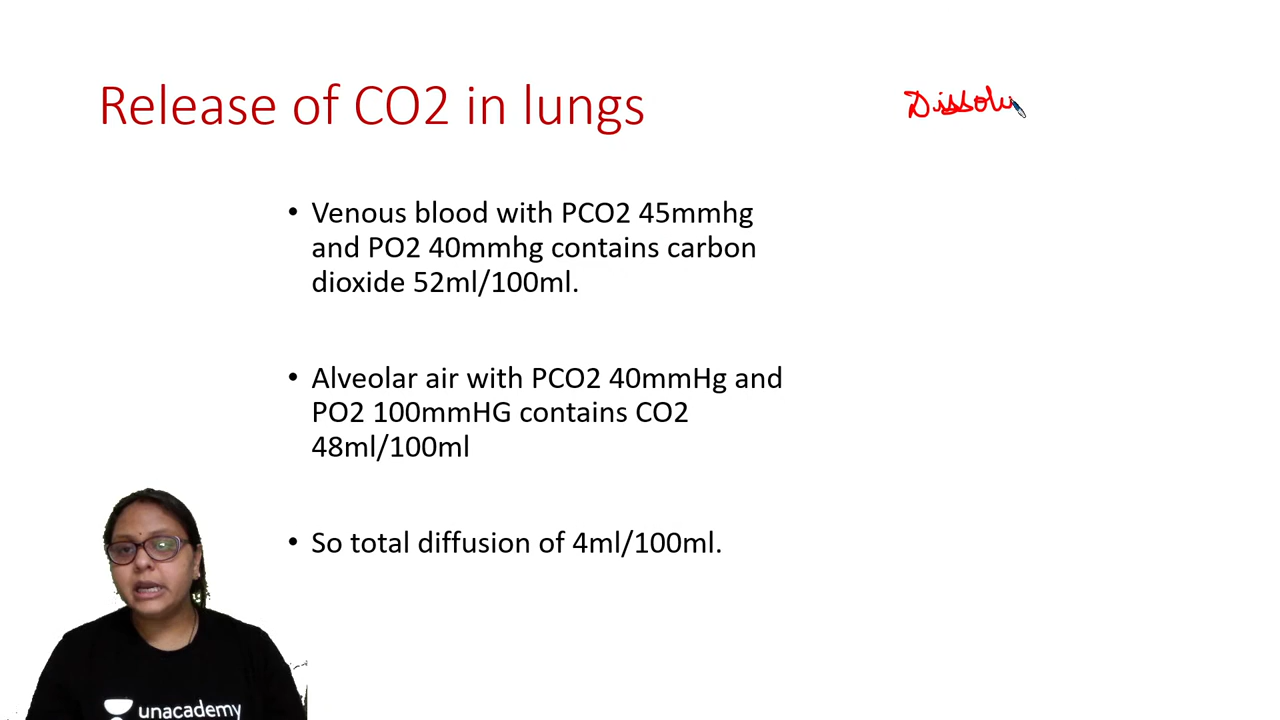 Release of CO2 in lungs
Dissolv
• Venous blood with PCO2 45mmhg
and PO2 40mmhg contains carbon
dioxide 52ml/100ml.
• Alveolar air with PCO2 40mmHg and
PO2 100mmHG contains CO2
48ml/100ml
• So total diffusion of 4ml/100ml.
unacademy